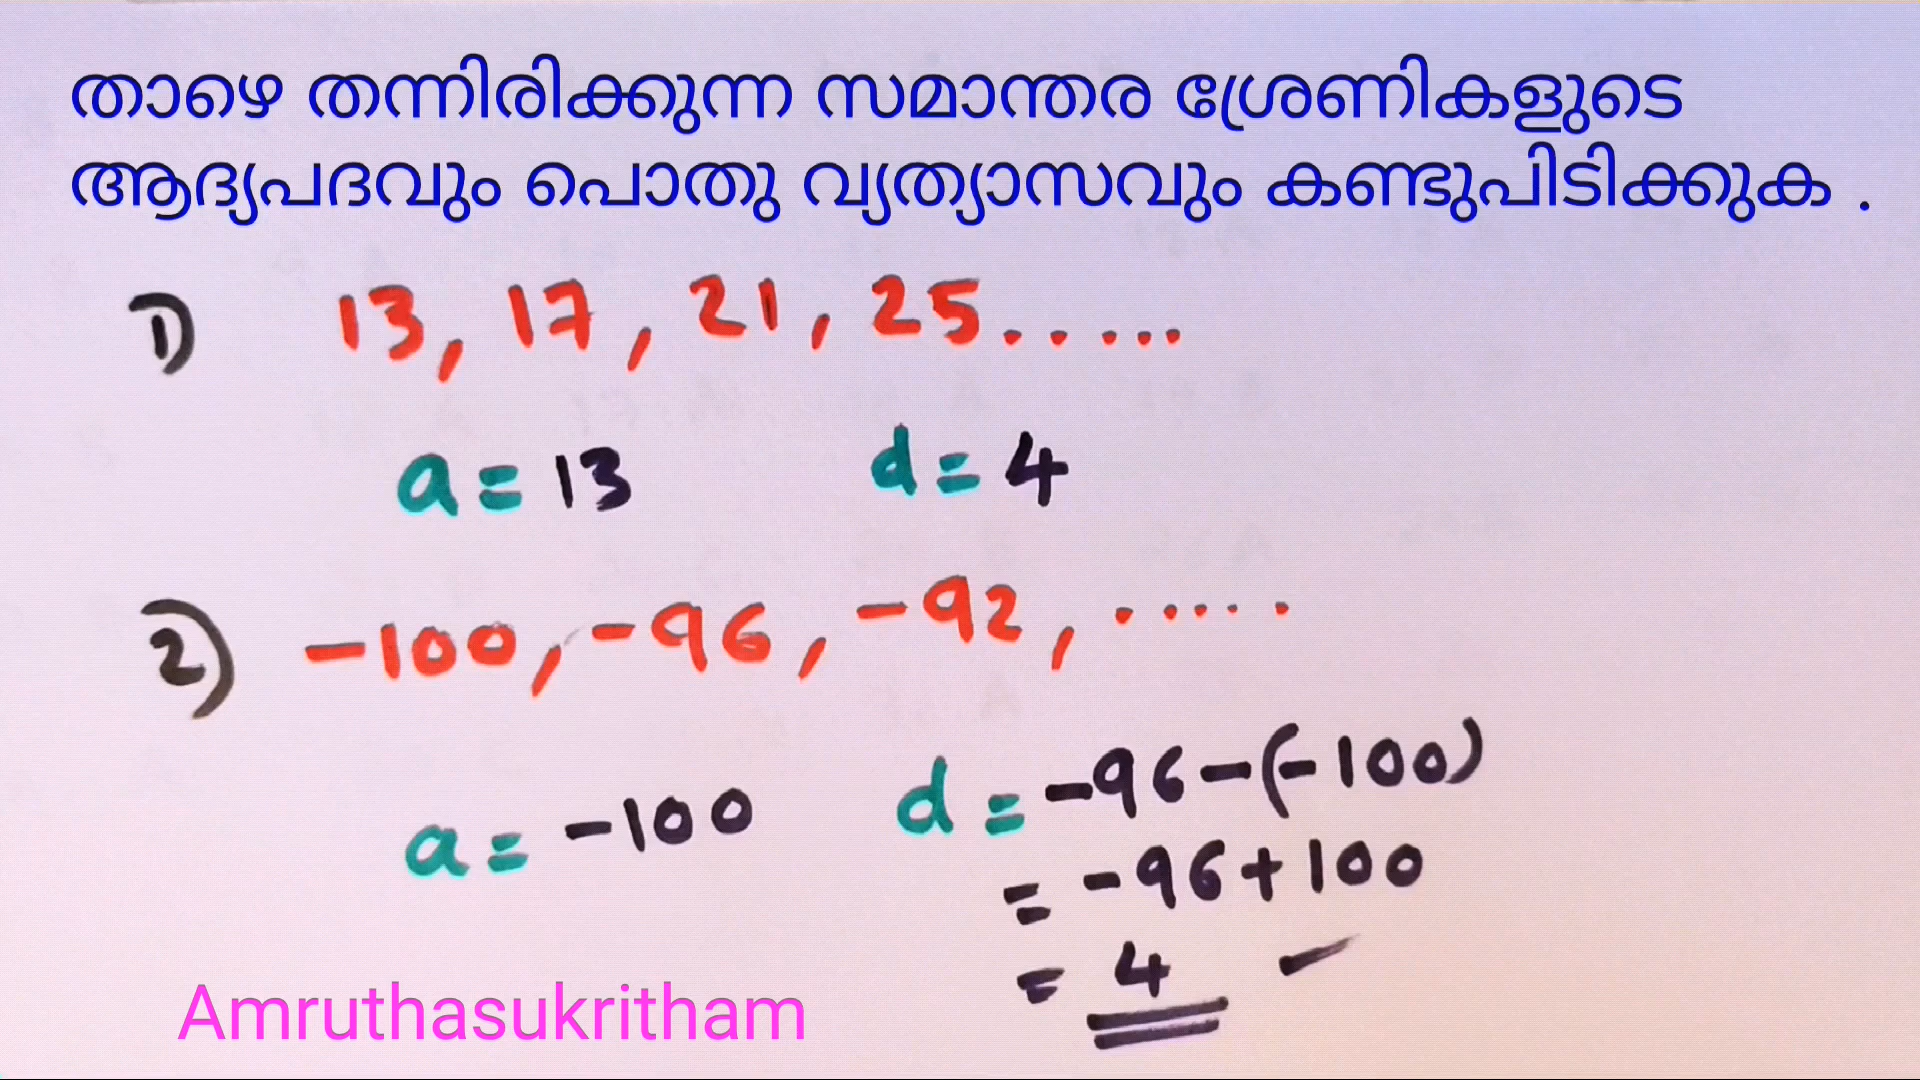 താഴെ തന്നിരിക്കുന്ന സമാന്തര ശ്രേണികളുടെ
ആദ്യപദവും പൊതു വ്യത്യാസവും കണ്ടുപിടിക്കുക .
1) 13, 17, 21, 25.....
a = 13 d = 4
2) -100, -96, -92, .....
a = -100 d = -96-(-100)
= -96+100
= 4
Amruthasukritham